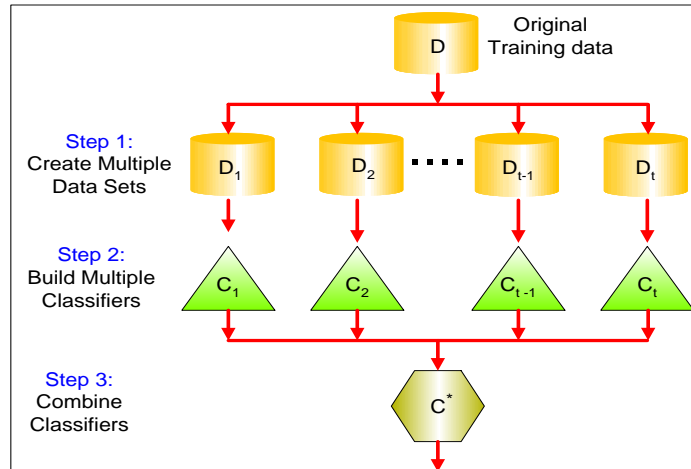 D
Original
Training data
Step 1:
Create Multiple
Data Sets
D1
D2
....
Dt-1
Dt
Step 2:
Build Multiple
Classifiers
C1
C2
Ct -1
Ct
Step 3:
Combine
Classifiers
C*